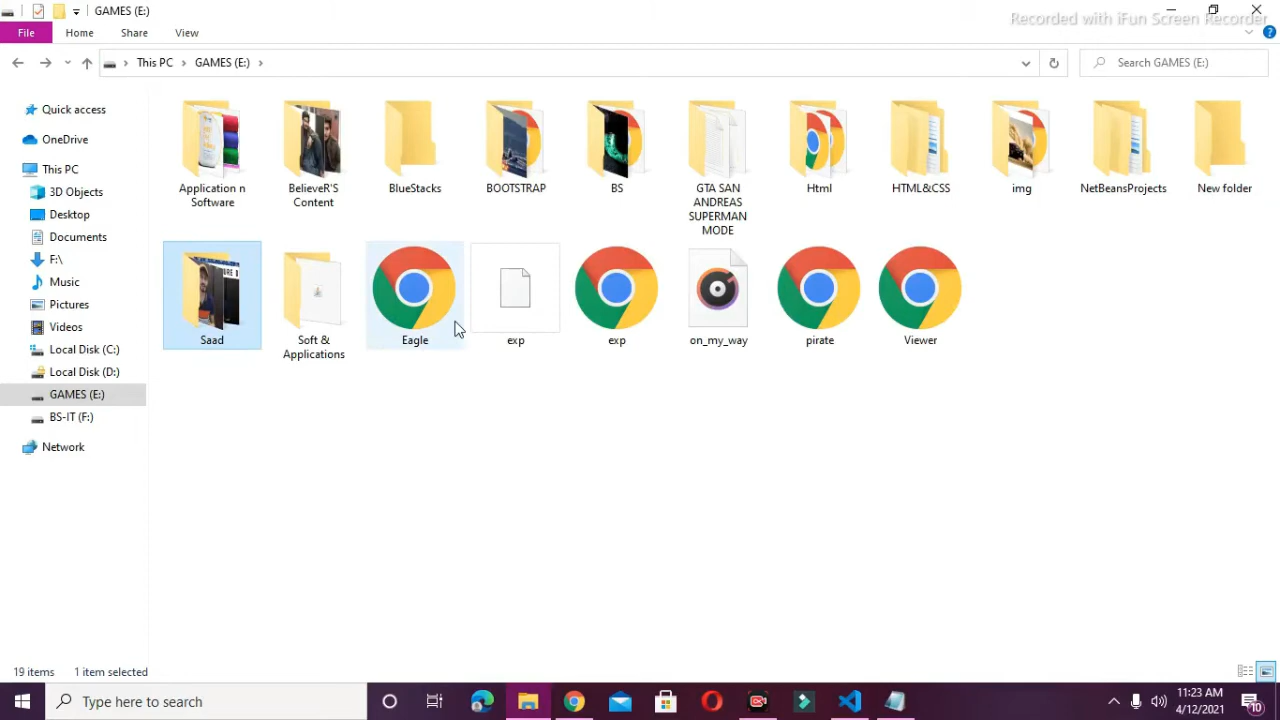 GAMES (E:)
Recorded with iFun Screen Recorder
File Home Share View
This PC GAMES (E:)
Search GAMES (E:)
Quick access
OneDrive
This PC
3D Objects
Desktop
Documents
F:\
Music
Pictures
Videos
Local Disk (C:)
Local Disk (D:)
GAMES (E:)
BS-IT (F:)
Network
Application n
Software
BelieveR'S
Content
BlueStacks
BOOTSTRAP
BS
GTA SAN
ANDREAS
SUPERMAN
MODE
Html
HTML&CSS
img
NetBeansProjects
New folder
Saad
Soft &
Applications
Eagle
exp
exp
on_my_way
pirate
Viewer
19 items 1 item selected
Type here to search
11:23 AM
4/12/2021
10